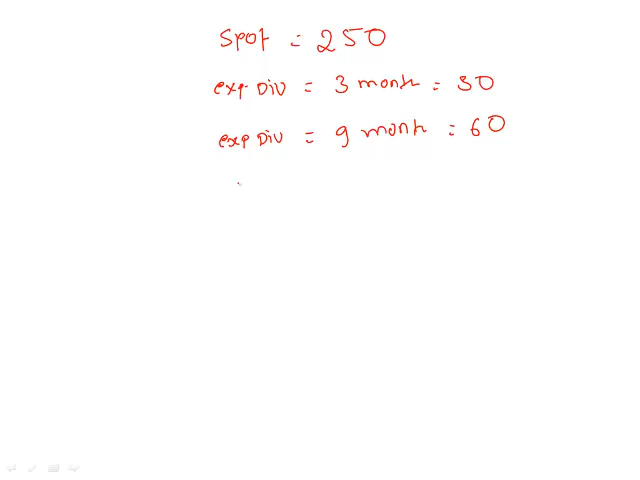 Spot = 250
exp Div = 3 month = 30
exp Div = 9 month = 60